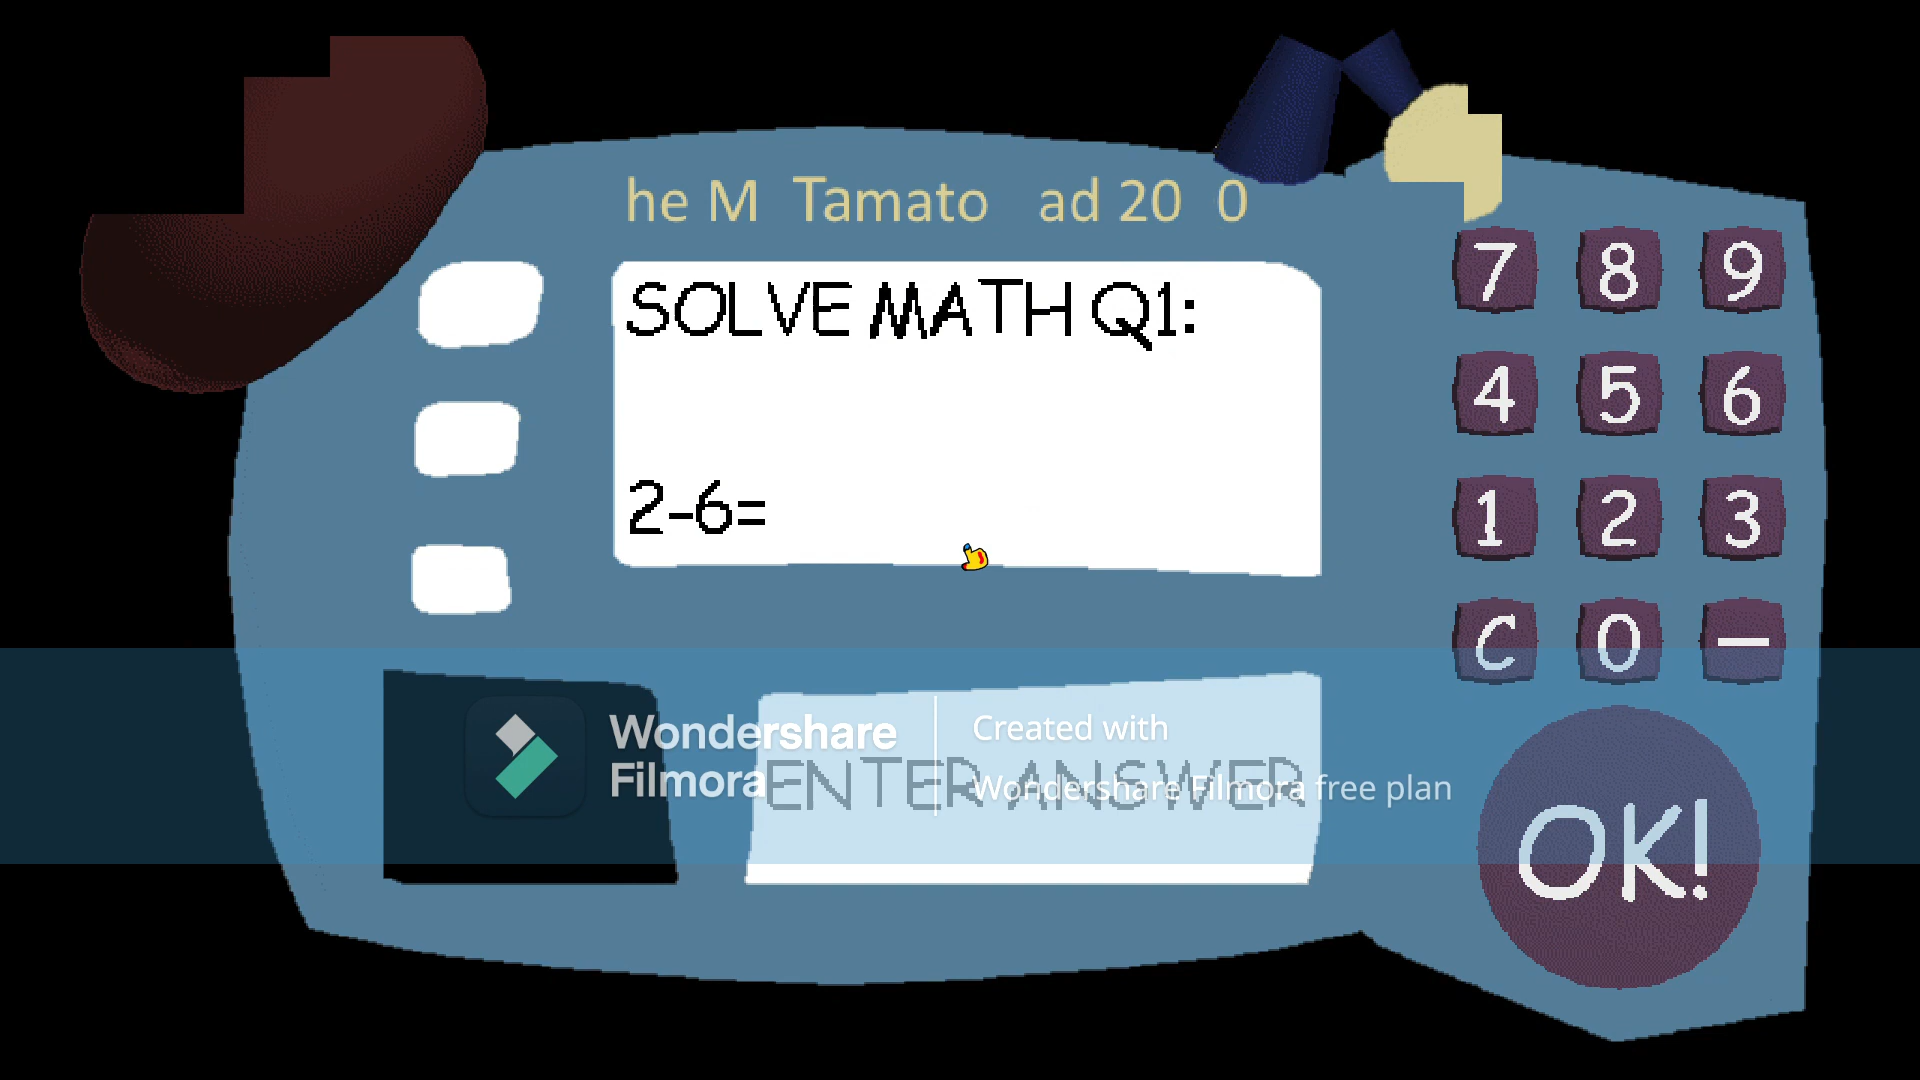 he M Tamato ad 20 0
SOLVE MATH Q1:
2-6=
7 8 9
4 5 6
1 2 3
C 0 –
Wondershare
Filmora
Created with
Wondershare Filmora free plan
ENTER ANSWER
OK!